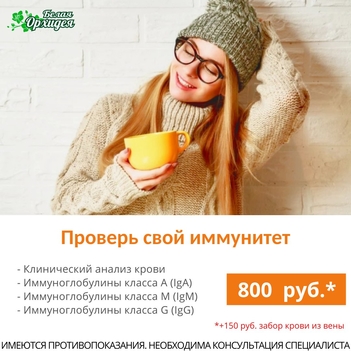 Белая
Орхидея
Проверь свой иммунитет
- Клинический анализ крови
- Иммуноглобулины класса A (IgA)
- Иммуноглобулины класса M (IgM)
- Иммуноглобулины класса G (IgG)
800 руб.*
*+150 руб. забор крови из вены
ИМЕЮТСЯ ПРОТИВОПОКАЗАНИЯ. НЕОБХОДИМА КОНСУЛЬТАЦИЯ СПЕЦИАЛИСТА